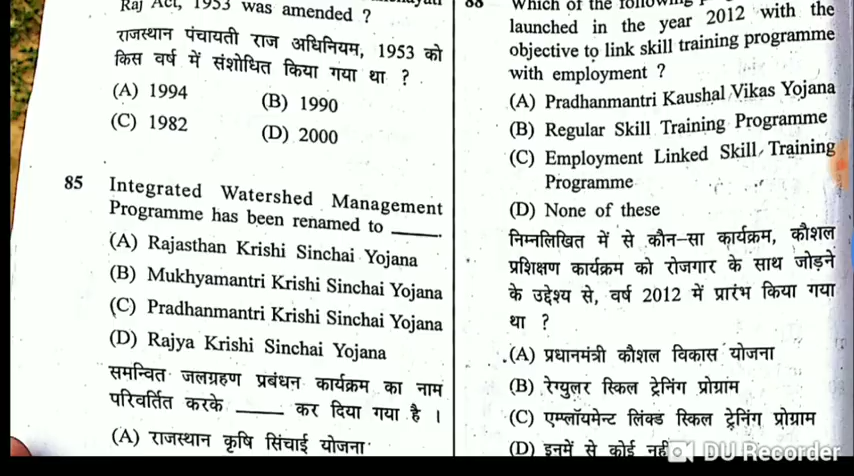 Raj Act, 1953 was amended ?
राजस्थान पंचायती राज अधिनियम, 1953 को
किस वर्ष में संशोधित किया गया था ?
(A) 1994
(B) 1990
(C) 1982
(D) 2000
85 Integrated Watershed Management
Programme has been renamed to ______.
(A) Rajasthan Krishi Sinchai Yojana
(B) Mukhyamantri Krishi Sinchai Yojana
(C) Pradhanmantri Krishi Sinchai Yojana
(D) Rajya Krishi Sinchai Yojana
समन्वित जलग्रहण प्रबंधन कार्यक्रम का नाम
परिवर्तित करके _____ कर दिया गया है ।
(A) राजस्थान कृषि सिंचाई योजना
Which of the following
launched in the year 2012 with the
objective to link skill training programme
with employment ?
(A) Pradhanmantri Kaushal Vikas Yojana
(B) Regular Skill Training Programme
(C) Employment Linked Skill Training
Programme
(D) None of these
निम्नलिखित में से कौन-सा कार्यक्रम, कौशल
प्रशिक्षण कार्यक्रम को रोजगार के साथ जोड़ने
के उद्देश्य से, वर्ष 2012 में प्रारंभ किया गया
था ?
(A) प्रधानमंत्री कौशल विकास योजना
(B) रेग्युलर स्किल ट्रेनिंग प्रोग्राम
(C) एम्प्लॉयमेन्ट लिंक्ड स्किल ट्रेनिंग प्रोग्राम
(D) इनमें से कोई नहीं
DU Recorder